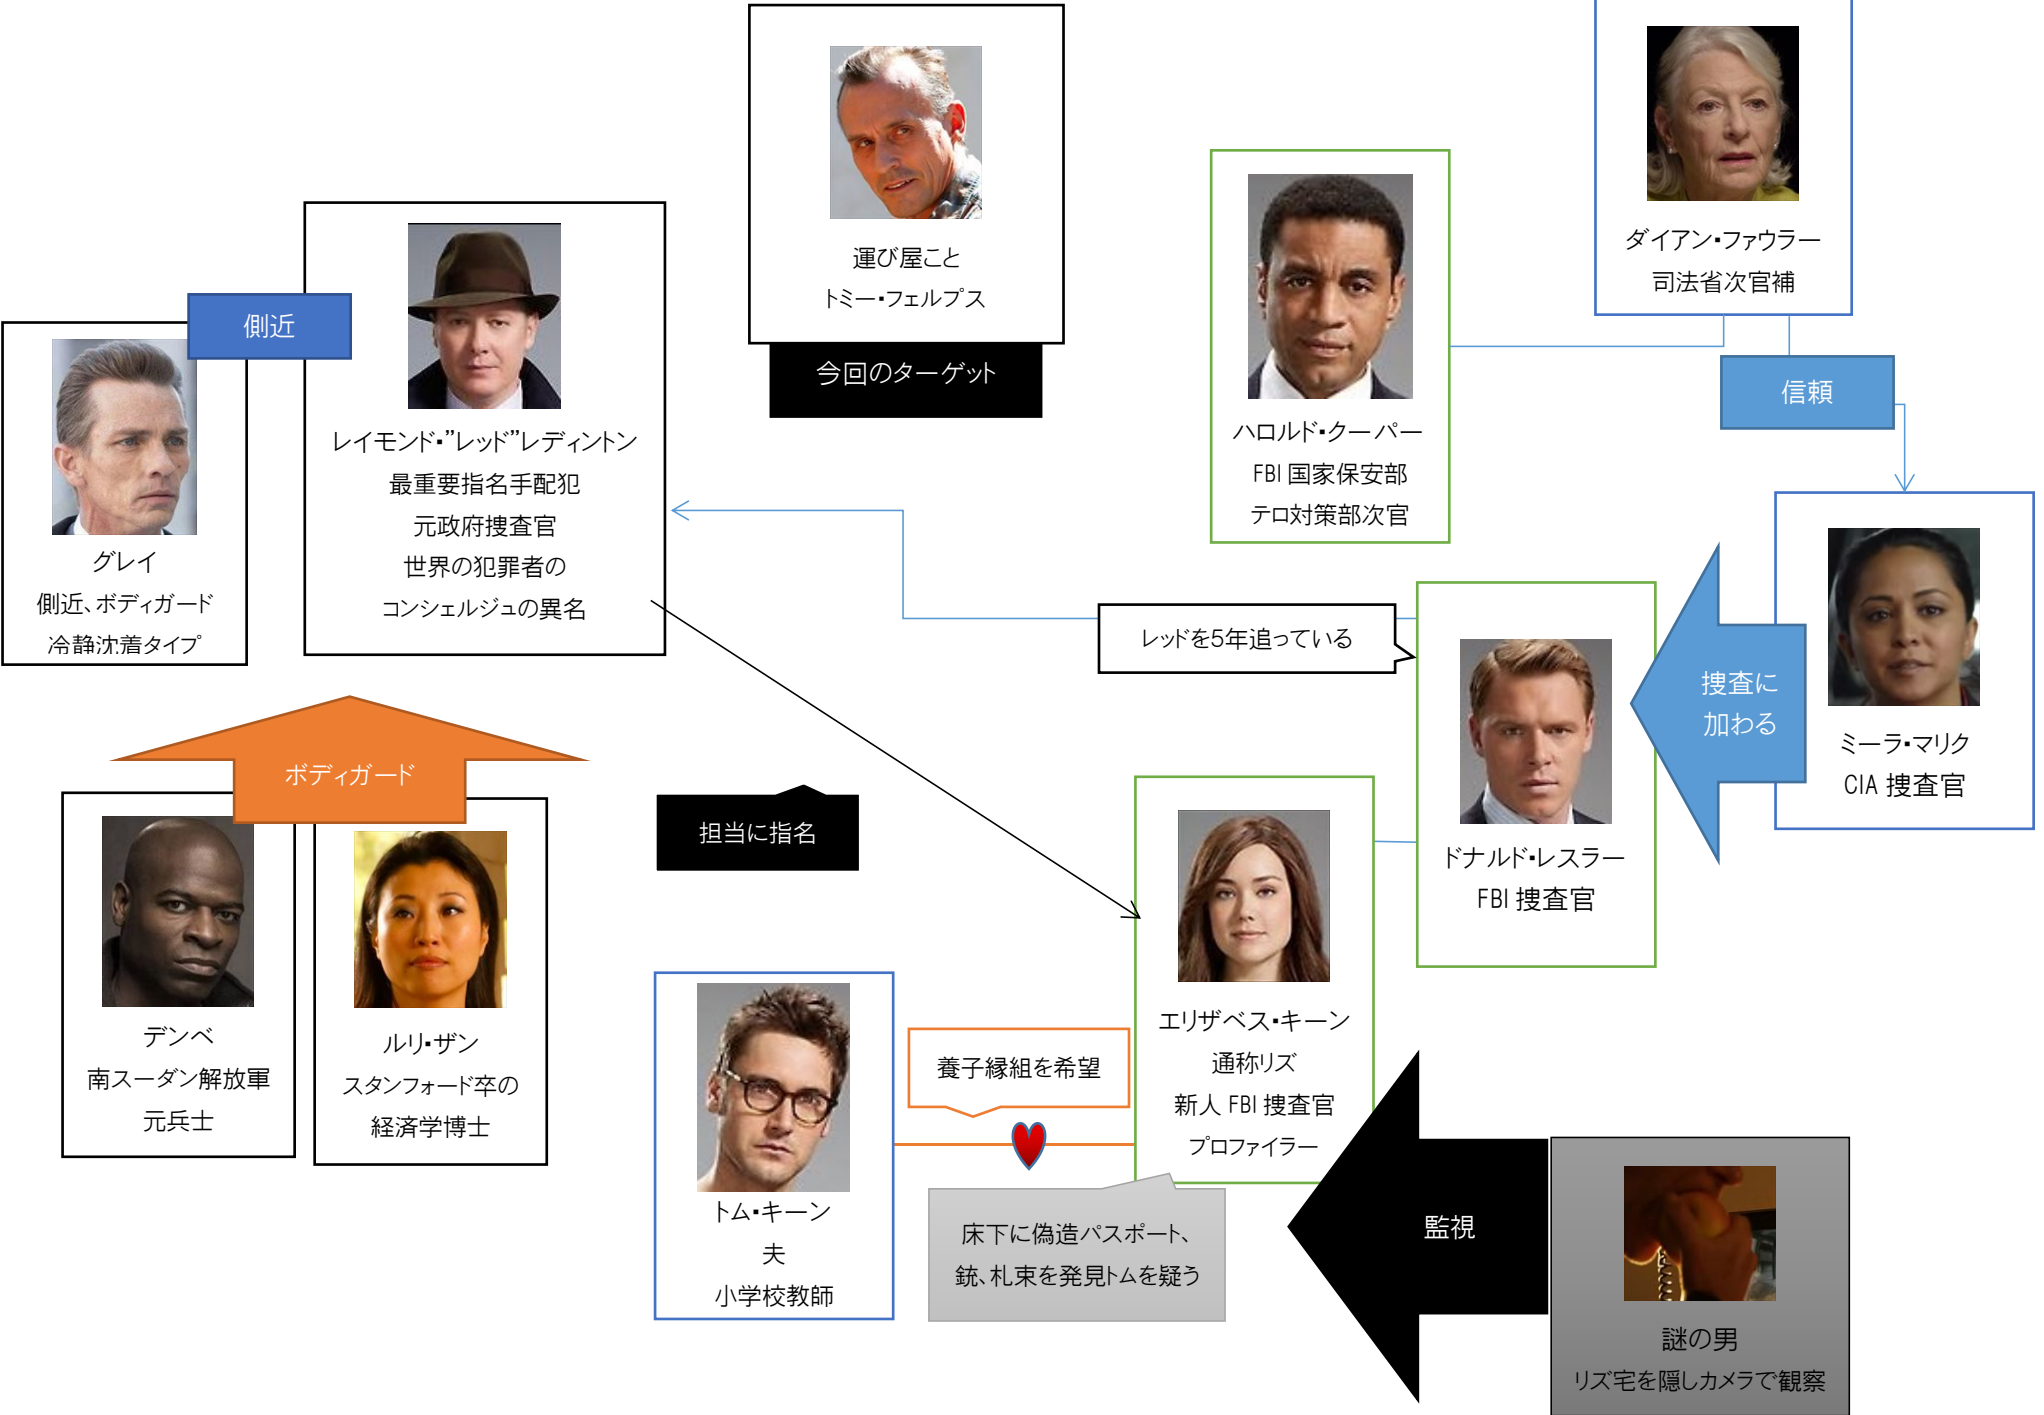 ダイアン・ファウラー
司法省次官補
運び屋こと
トミー・フェルプス
今回のターゲット
側近
信頼
レイモンド・”レッド”レディントン
最重要指名手配犯
元政府捜査官
世界の犯罪者の
コンシェルジュの異名
ハロルド・クーパー
FBI 国家保安部
テロ対策部次官
グレイ
側近、ボディガード
冷静沈着タイプ
レッドを5年追っている
捜査に
加わる
ミーラ・マリク
CIA 捜査官
ボディガード
担当に指名
ドナルド・レスラー
FBI 捜査官
デンベ
南スーダン解放軍
元兵士
ルリ・ザン
スタンフォード卒の
経済学博士
養子縁組を希望
エリザベス・キーン
通称リズ
新人 FBI 捜査官
プロファイラー
トム・キーン
夫
小学校教師
床下に偽造パスポート、
銃、札束を発見トムを疑う
監視
謎の男
リズ宅を隠しカメラで観察